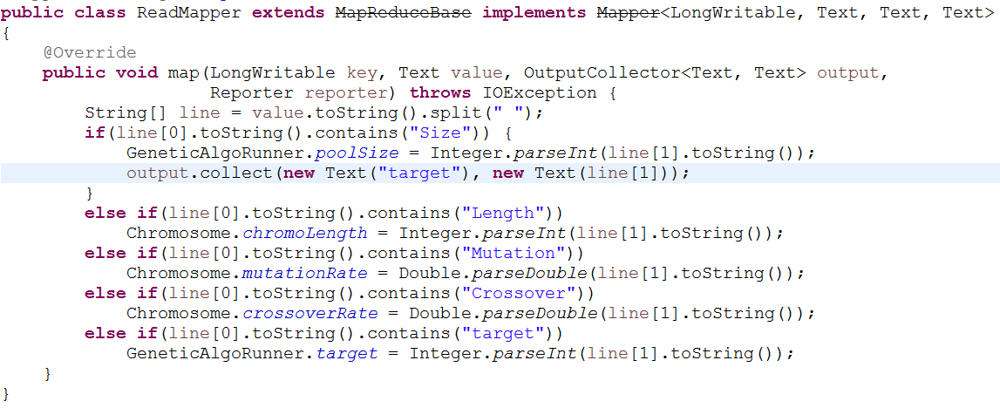 public class ReadMapper extends MapReduceBase implements Mapper<LongWritable, Text, Text, Text>
{
    @Override
    public void map(LongWritable key, Text value, OutputCollector<Text, Text> output,
                    Reporter reporter) throws IOException {
        String[] line = value.toString().split(" ");
        if(line[0].toString().contains("Size")) {
            GeneticAlgoRunner.poolSize = Integer.parseInt(line[1].toString());
            output.collect(new Text("target"), new Text(line[1]));
        }
        else if(line[0].toString().contains("Length"))
            Chromosome.chromoLength = Integer.parseInt(line[1].toString());
        else if(line[0].toString().contains("Mutation"))
            Chromosome.mutationRate = Double.parseDouble(line[1].toString());
        else if(line[0].toString().contains("Crossover"))
            Chromosome.crossoverRate = Double.parseDouble(line[1].toString());
        else if(line[0].toString().contains("target"))
            GeneticAlgoRunner.target = Integer.parseInt(line[1].toString());
    }
}